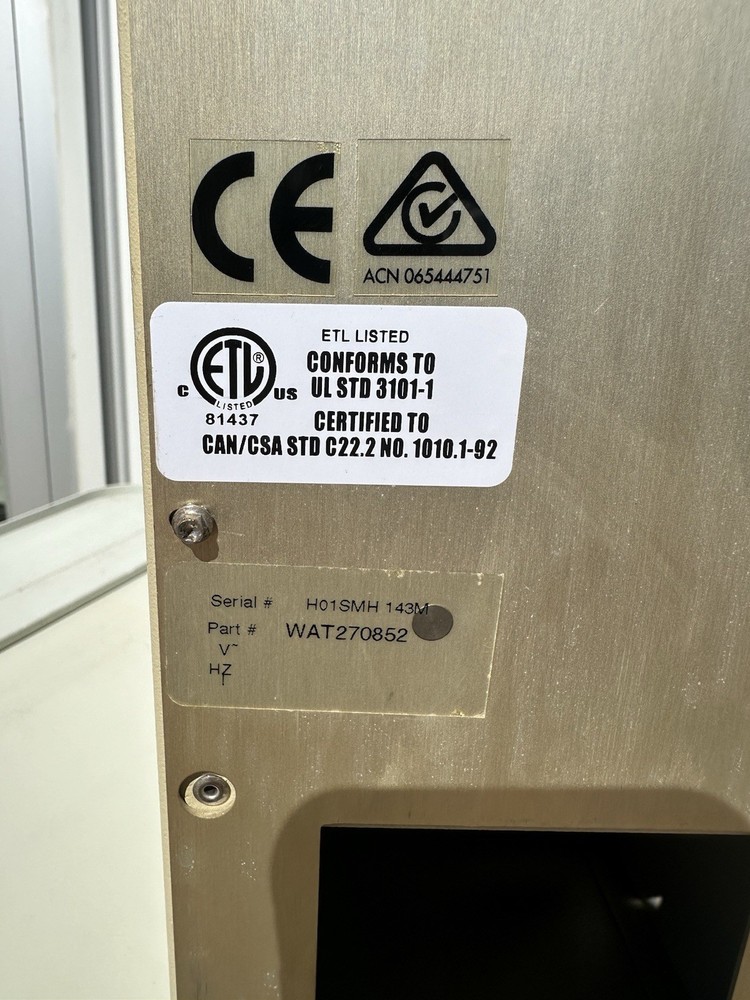 CE
ACN 065444751
ETL LISTED
CONFORMS TO
UL STD 3101-1
C ETL® US
LISTED
81437
CERTIFIED TO
CAN/CSA STD C22.2 NO. 1010.1-92
Serial # H01SMH 143M
Part # WAT270852
V~
HZ